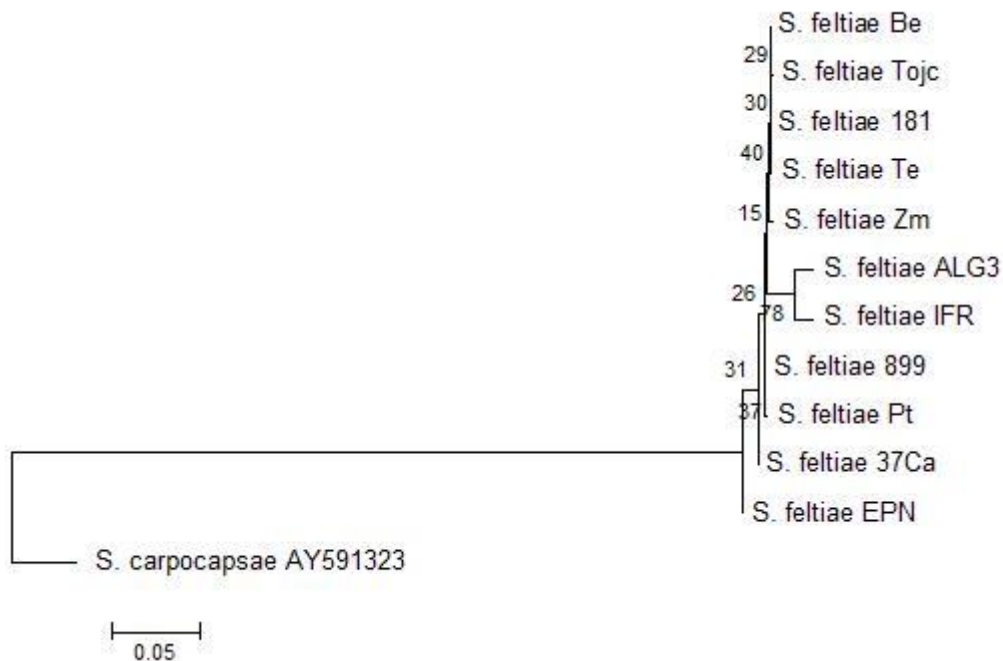 S. feltiae Be
29
S. feltiae Tojc
30
S. feltiae 181
40
S. feltiae Te
15
S. feltiae Zm
S. feltiae ALG3
26
78
S. feltiae IFR
31
S. feltiae 899
37
S. feltiae Pt
S. feltiae 37Ca
S. feltiae EPN
S. carpocapsae AY591323
0.05